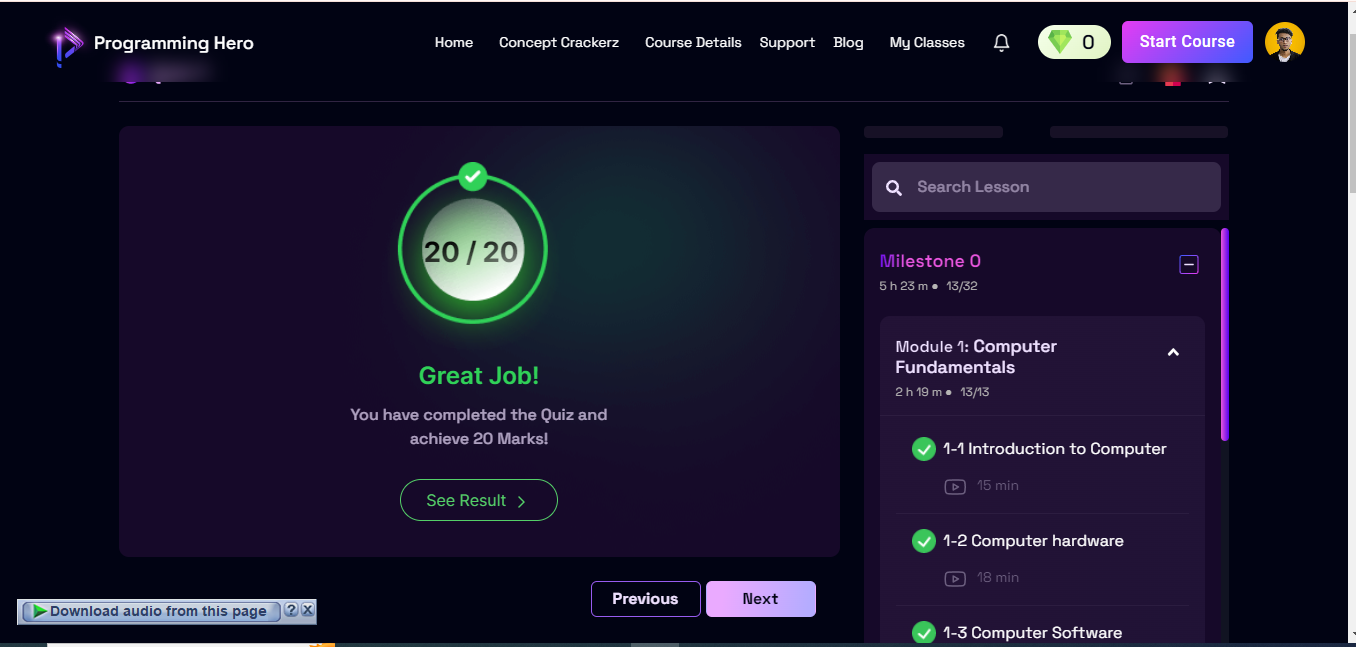 Programming Hero
Home
Concept Crackerz
Course Details
Support
Blog
My Classes
0
Start Course
20 / 20
Great Job!
You have completed the Quiz and
achieve 20 Marks!
See Result
Previous
Next
Search Lesson
Milestone 0
5 h 23 m
13/32
Module 1: Computer
Fundamentals
2 h 19 m
13/13
1-1 Introduction to Computer
15 min
1-2 Computer hardware
18 min
1-3 Computer Software
Download audio from this page
?